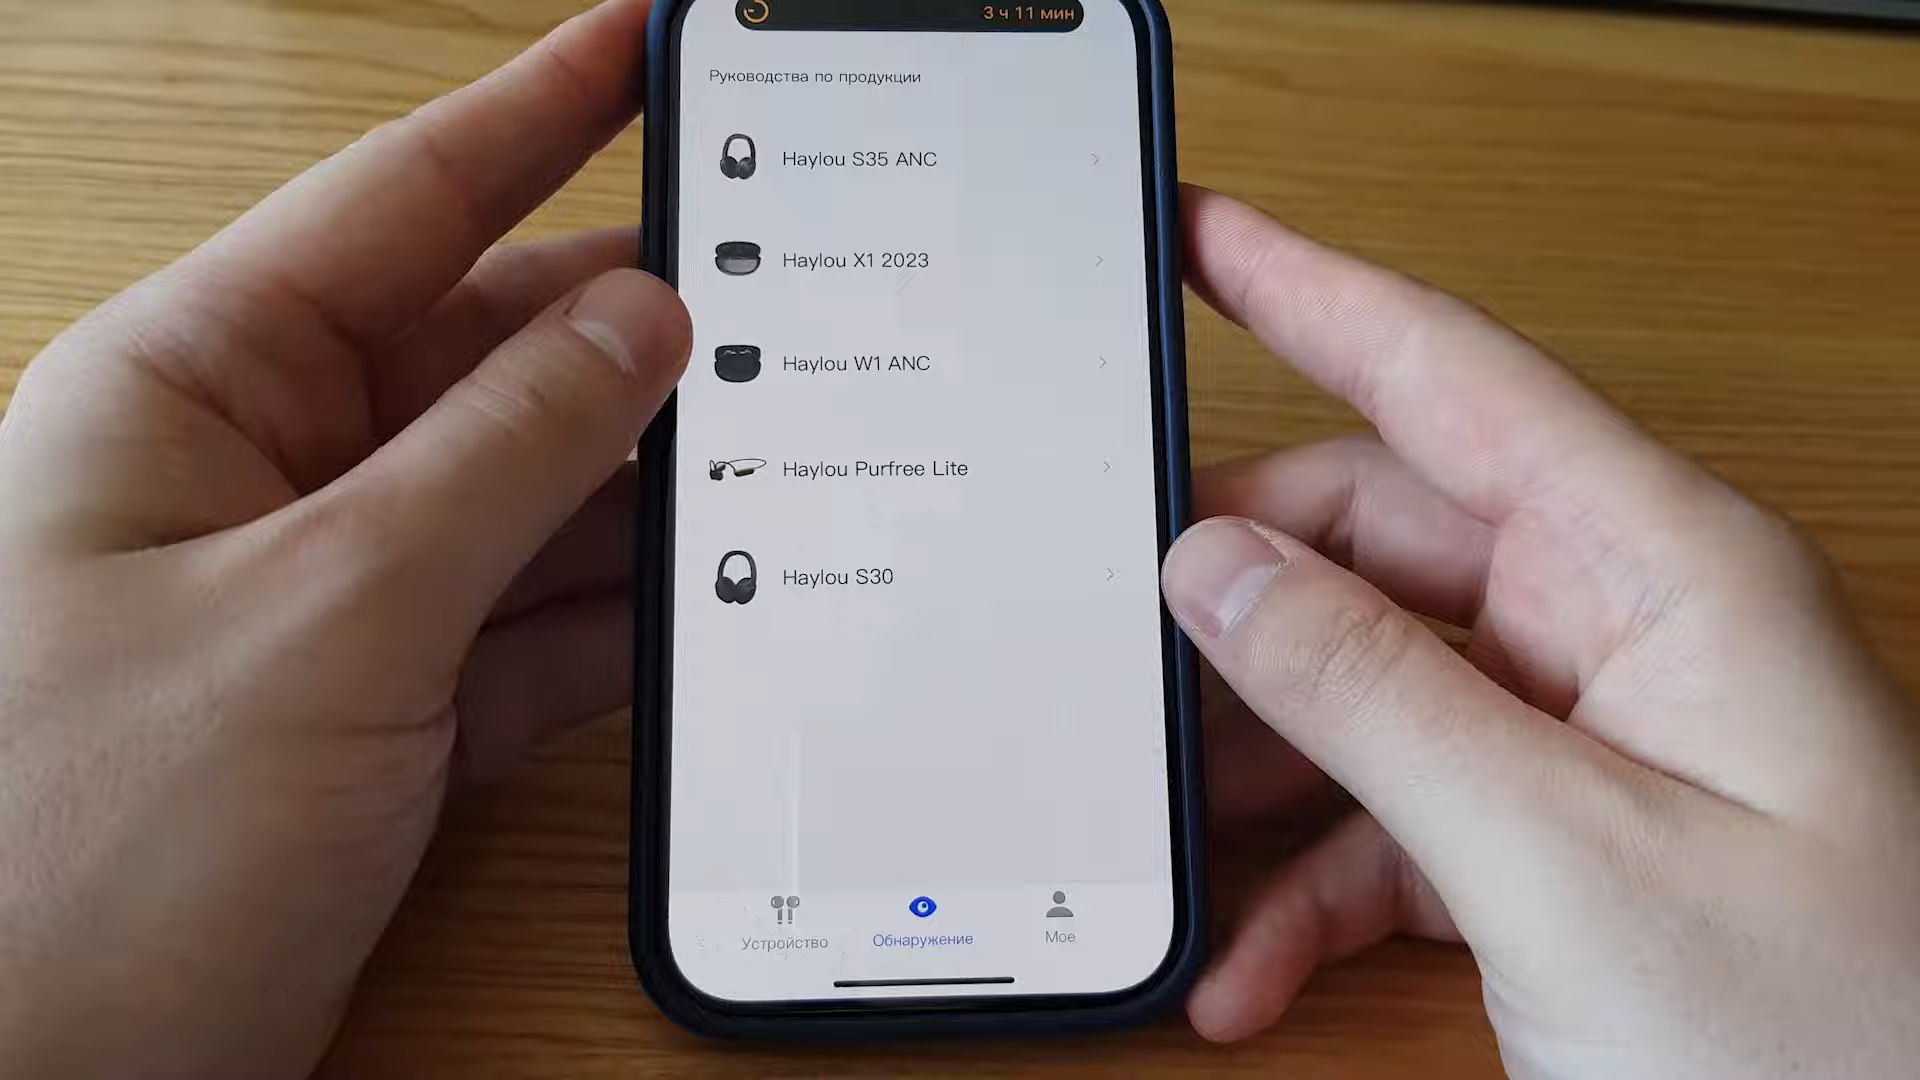 3 ч 11 мин
Руководства по продукции
Haylou S35 ANC
Haylou X1 2023
Haylou W1 ANC
Haylou Purfree Lite
Haylou S30
Устройство
Обнаружение
Мое